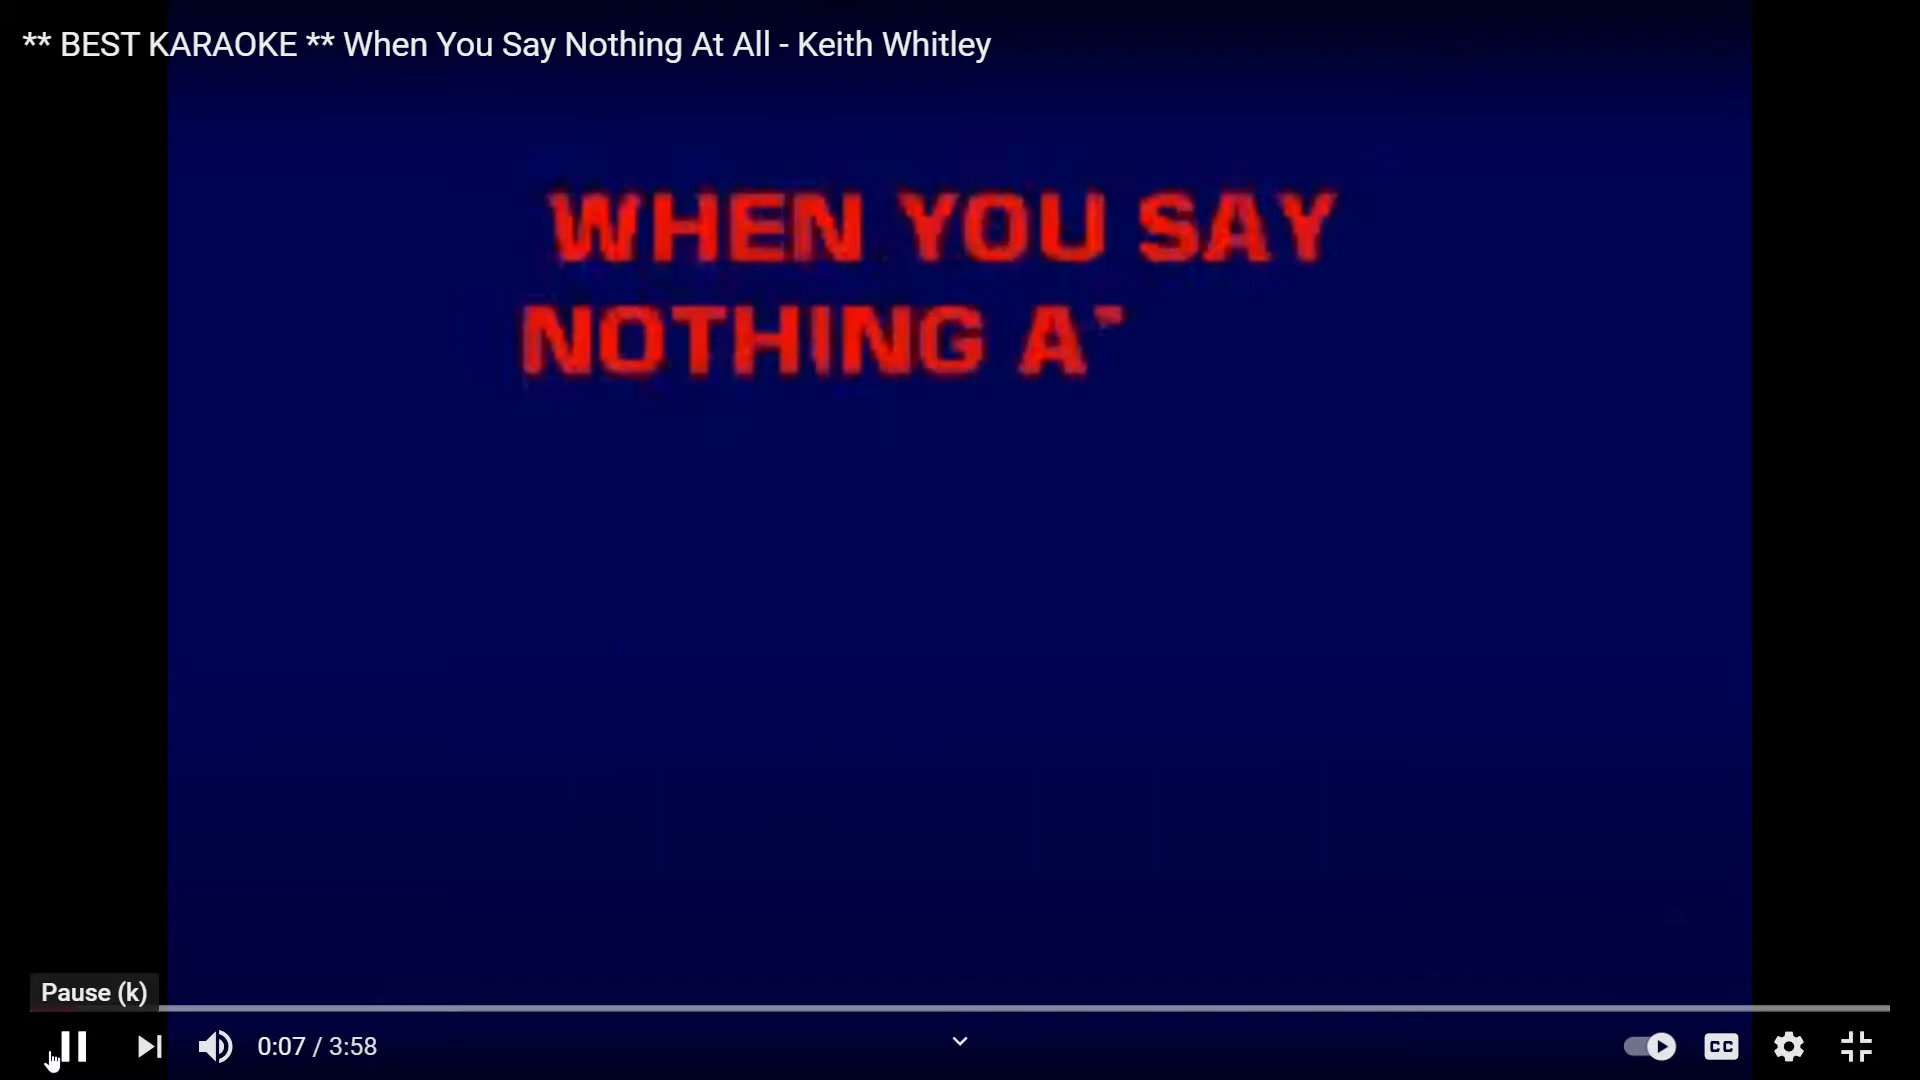 ** BEST KARAOKE ** When You Say Nothing At All - Keith Whitley
WHEN YOU SAY
NOTHING A
Pause (k)
0:07 / 3:58
CC